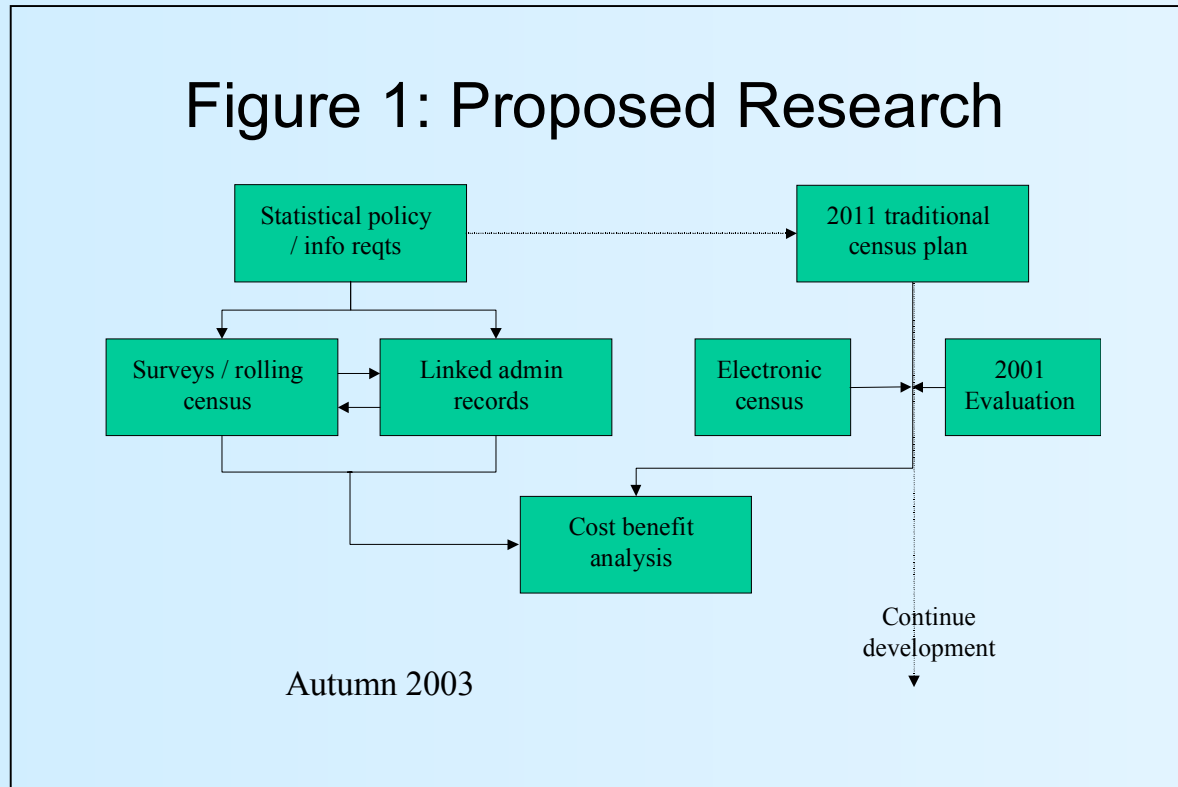 Figure 1: Proposed Research
Statistical policy
/ info reqts
2011 traditional
census plan
Surveys / rolling
census
Linked admin
records
Electronic
census
2001
Evaluation
Cost benefit
analysis
Continue
development
Autumn 2003